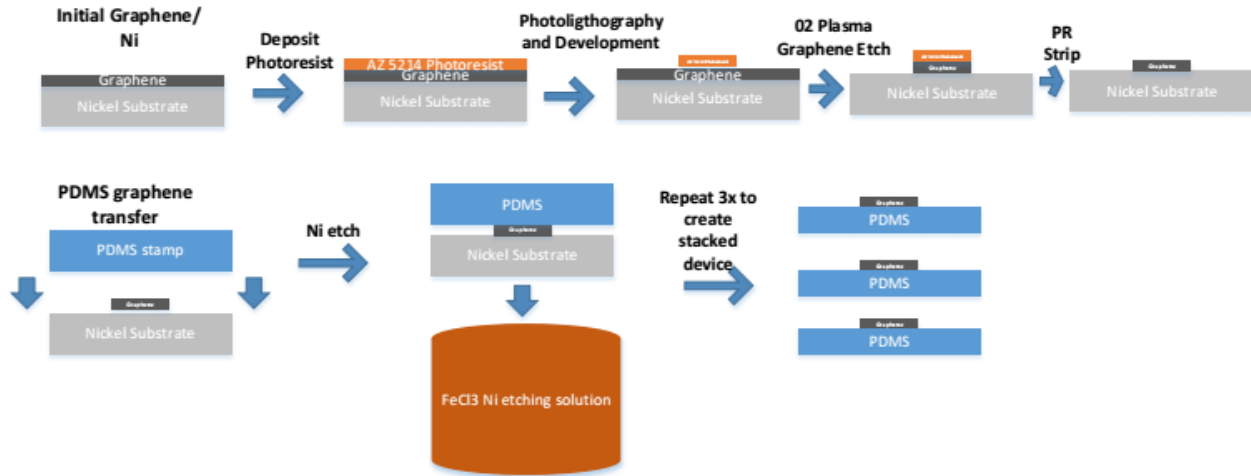 Initial Graphene/
Ni
Graphene
Nickel Substrate
Deposit
Photoresist
AZ 5214 Photoresist
Graphene
Nickel Substrate
Photoligthography
and Development
Graphene
Nickel Substrate
02 Plasma
Graphene Etch
Graphene
Nickel Substrate
PR
Strip
Graphene
Nickel Substrate
PDMS graphene
transfer
PDMS stamp
Graphene
Nickel Substrate
Ni etch
PDMS
Graphene
Nickel Substrate
FeCl3 Ni etching solution
Repeat 3x to
create
stacked
device
Graphene
PDMS
Graphene
PDMS
Graphene
PDMS